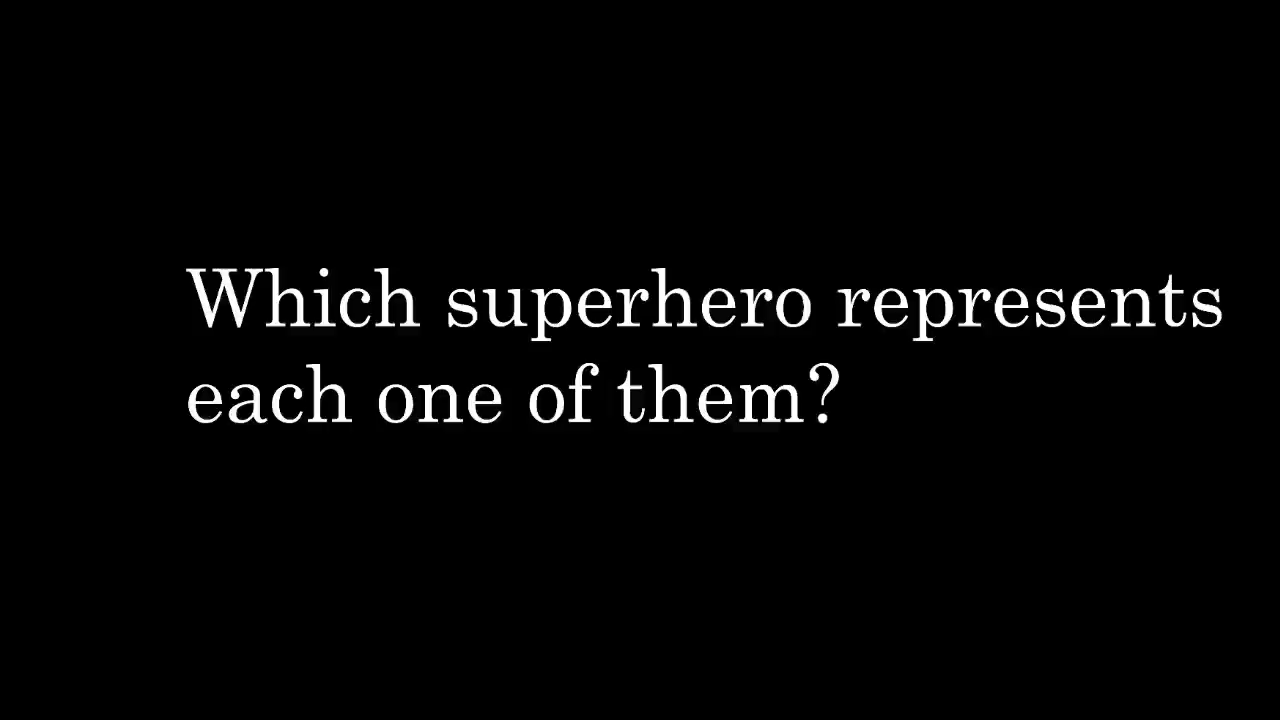 Which superhero represents
each one of them?